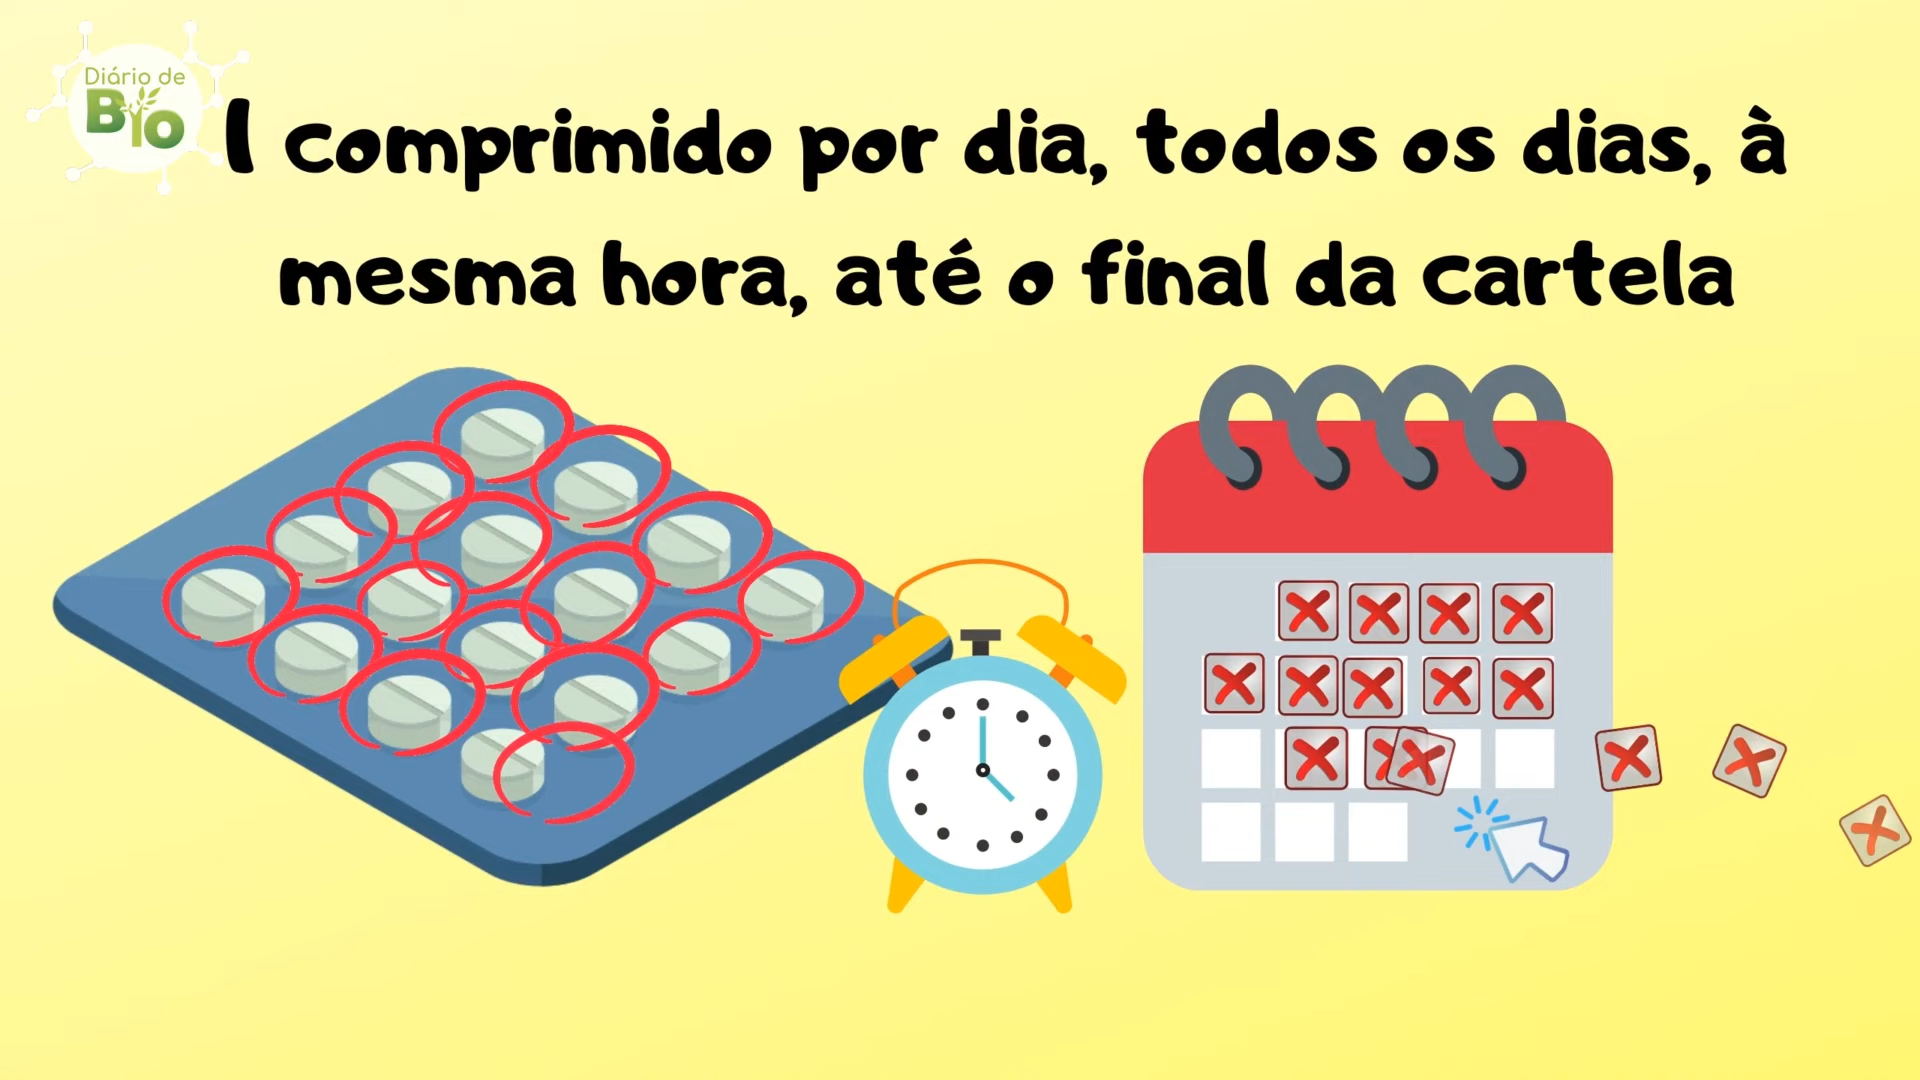 Diário de
BIO
1 comprimido por dia, todos os dias, à
mesma hora, até o final da cartela